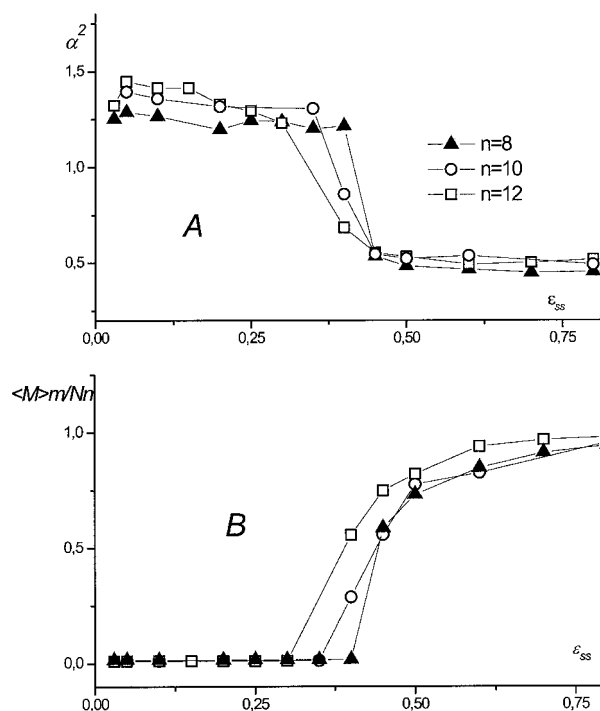 α²
1,5
1,0
0,5
n=8
n=10
n=12
A
ε_ss
0,00 0,25 0,50 0,75
<M>m/Nn
1,0
0,5
0,0
B
ε_ss
0,00 0,25 0,50 0,75